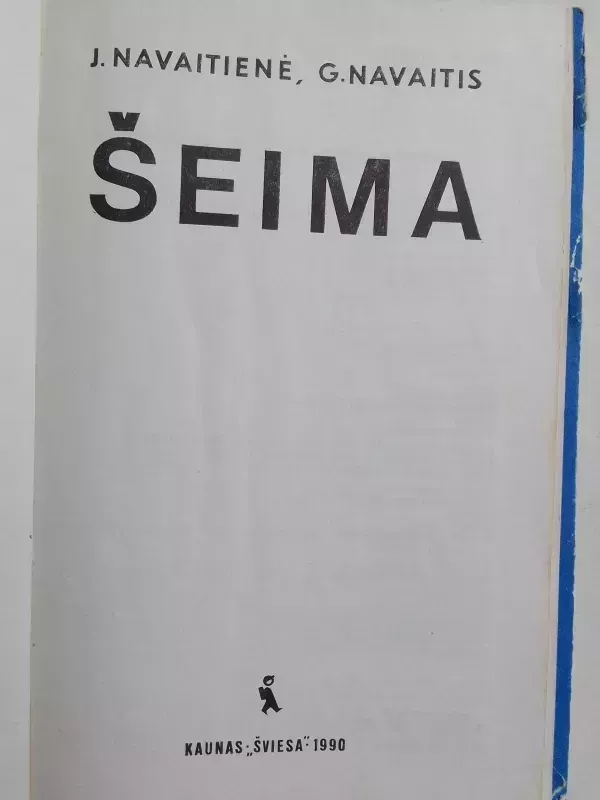 J. NAVAITIENĖ, G. NAVAITIS
ŠEIMA
KAUNAS „ŠVIESA“ 1990